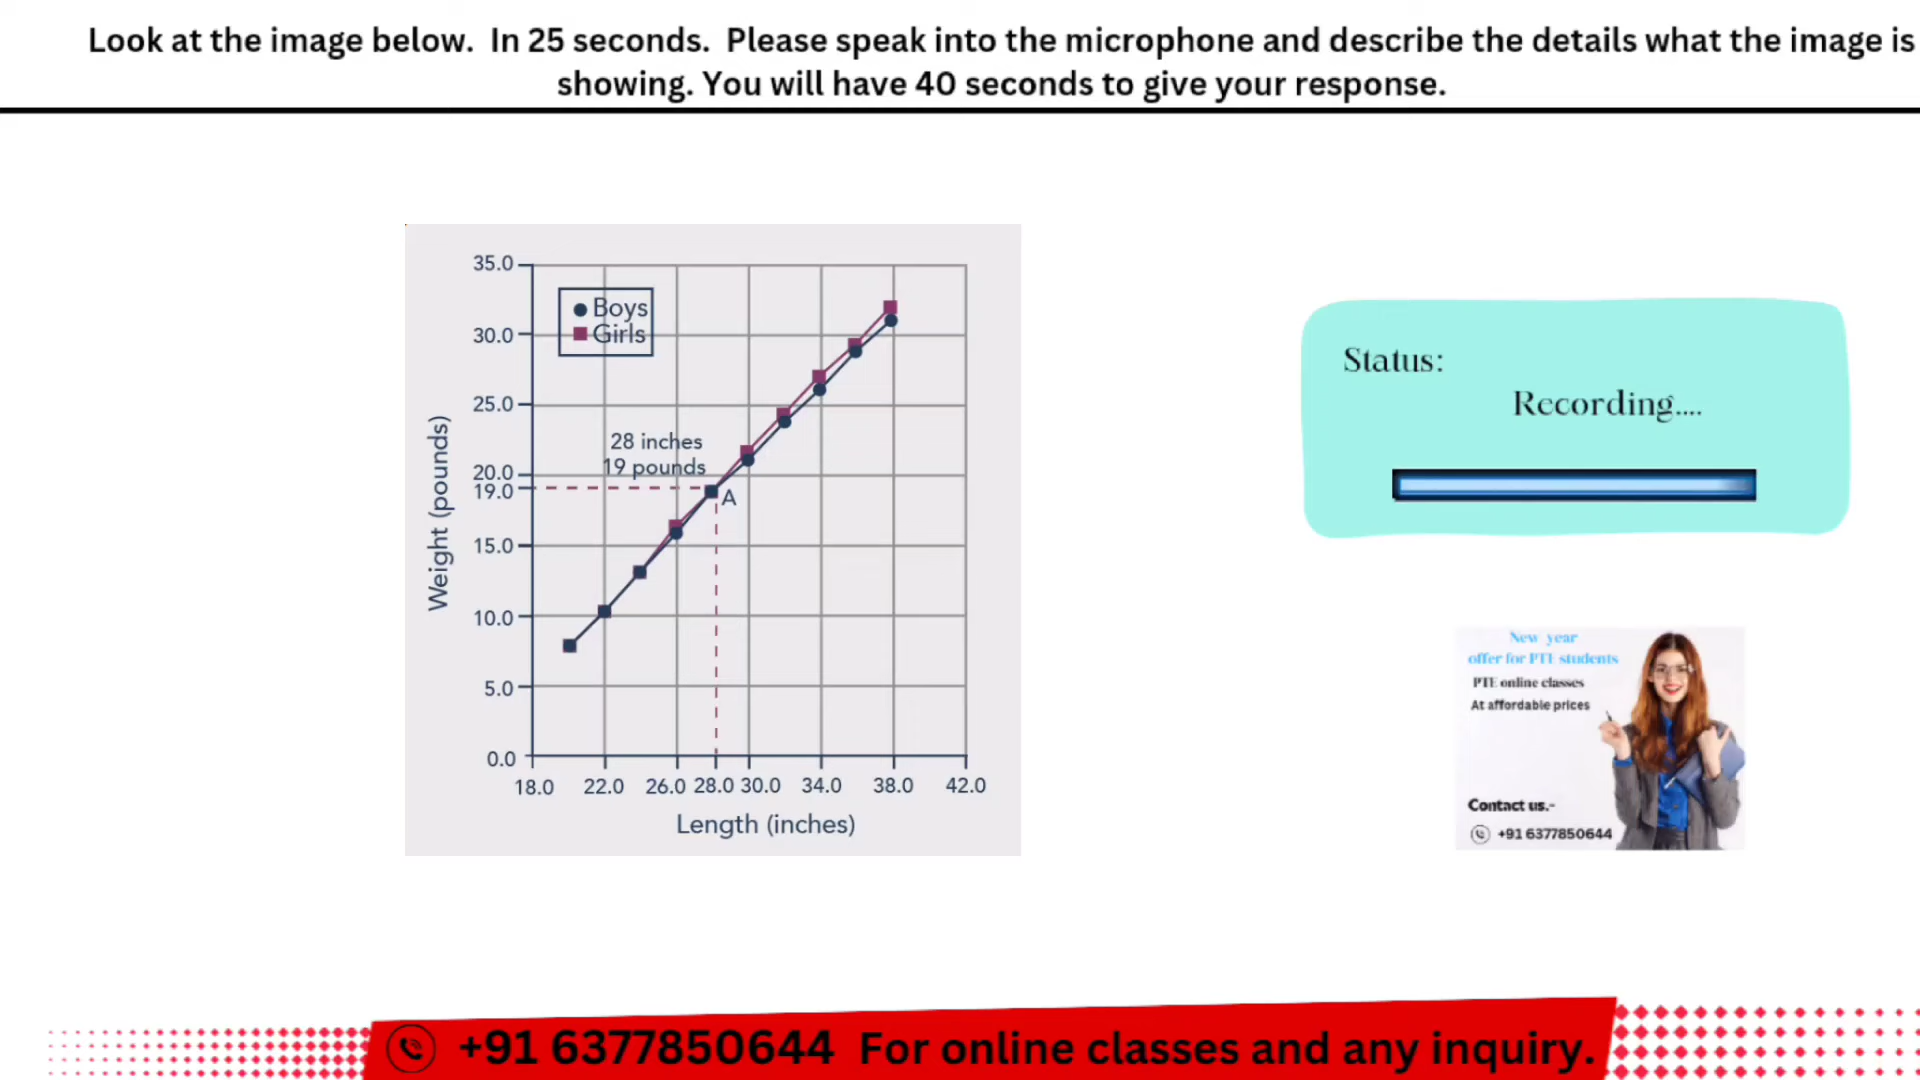 Look at the image below. In 25 seconds. Please speak into the microphone and describe the details what the image is
showing. You will have 40 seconds to give your response.
35.0
Boys
Girls
30.0
25.0
28 inches
19 pounds
20.0
19.0
A
15.0
10.0
5.0
0.0
18.0 22.0 26.0 28.0 30.0 34.0 38.0 42.0
Weight (pounds)
Length (inches)
Status:
Recording....
New year
offer for PTE students
PTE online classes
At affordable prices
Contact us.-
+91 6377850644
+91 6377850644 For online classes and any inquiry.